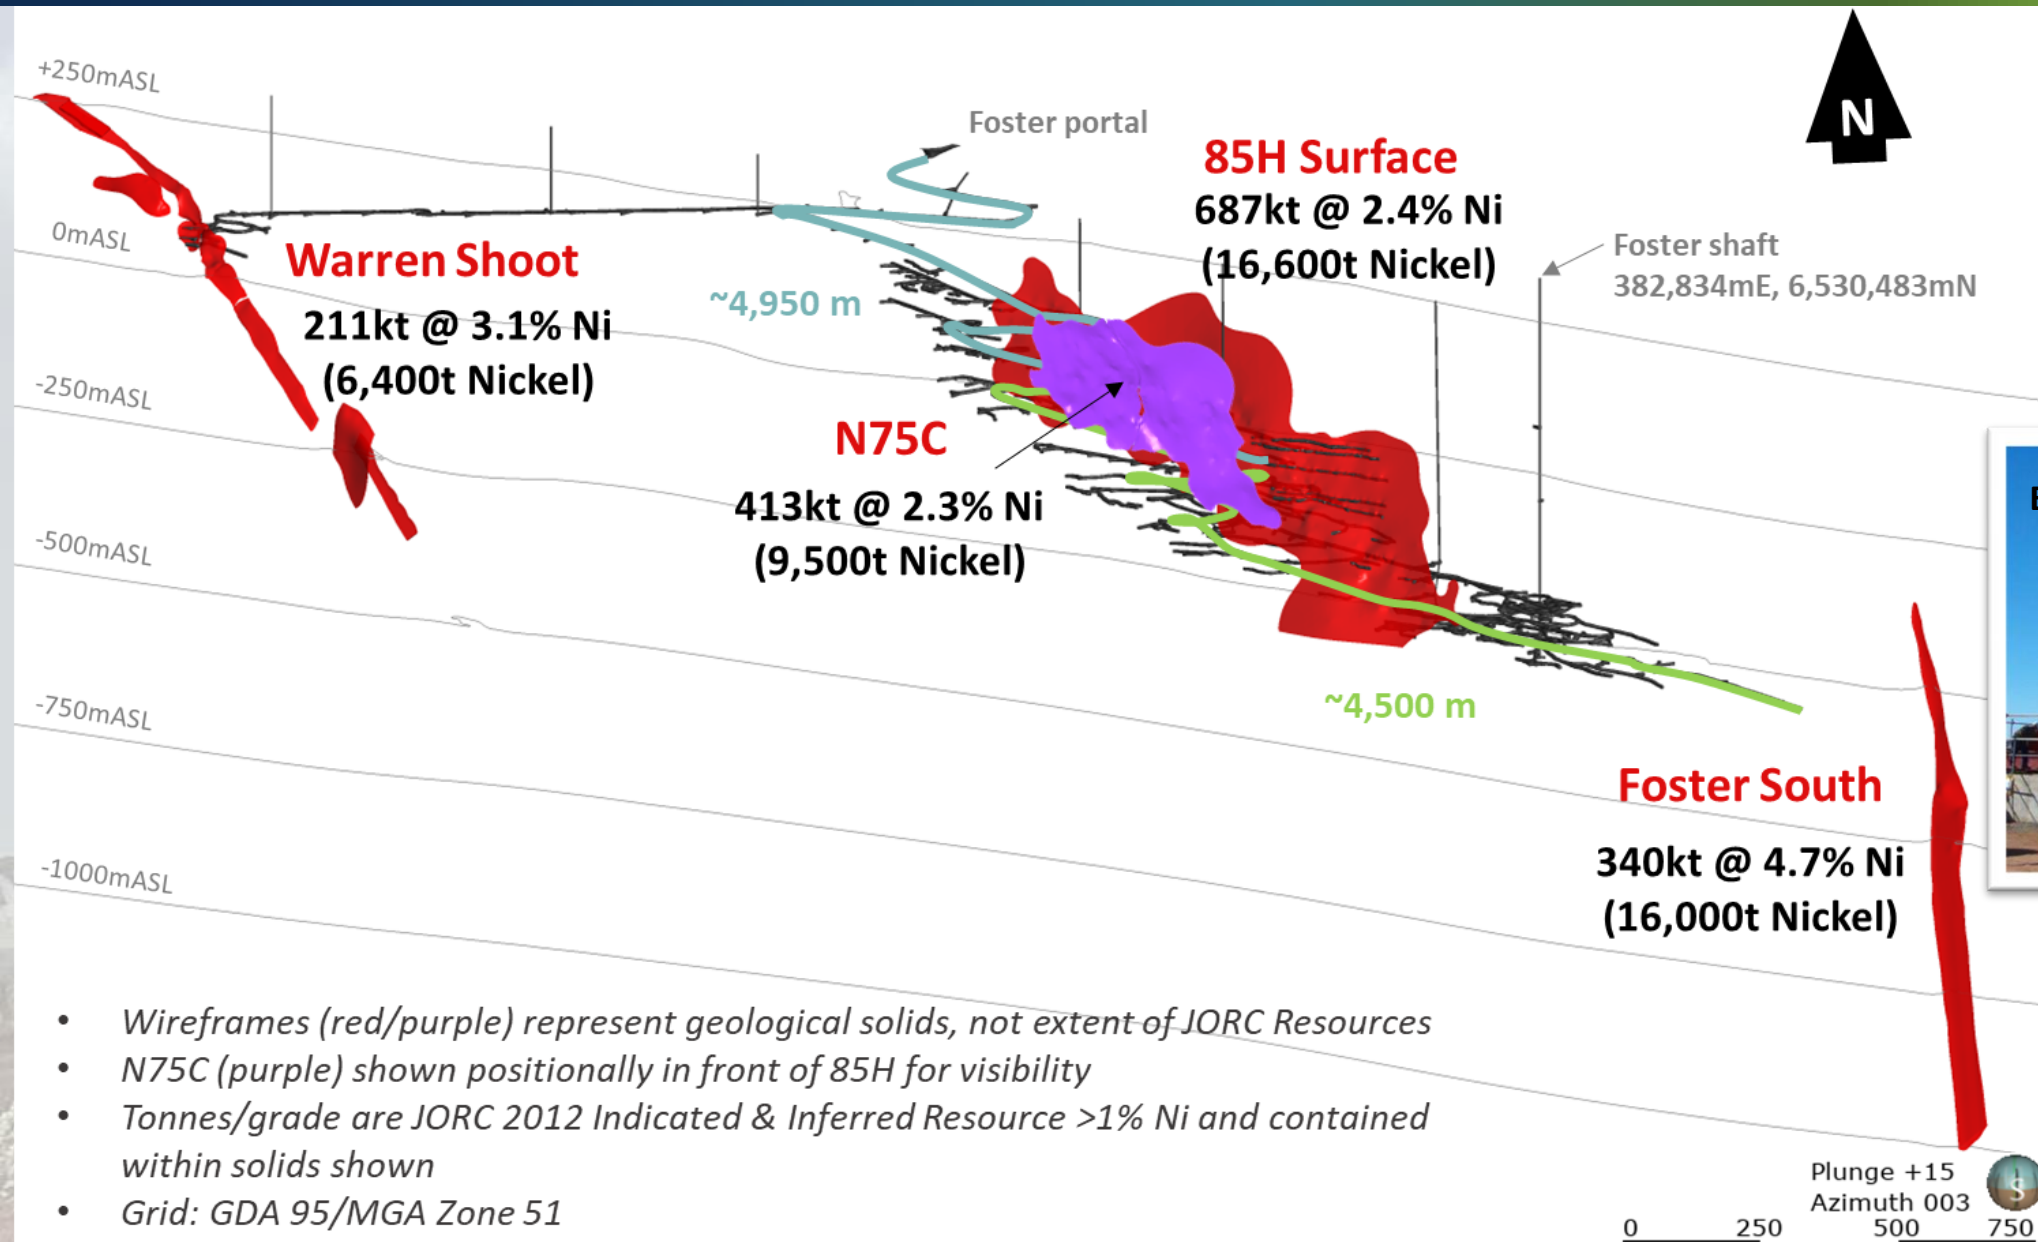 +250mASL
Foster portal
N
85H Surface
687kt @ 2.4% Ni
(16,600t Nickel)
0mASL
Warren Shoot
211kt @ 3.1% Ni
(6,400t Nickel)
~4,950 m
Foster shaft
382,834mE, 6,530,483mN
-250mASL
N75C
413kt @ 2.3% Ni
(9,500t Nickel)
-500mASL
-750mASL
~4,500 m
Foster South
340kt @ 4.7% Ni
(16,000t Nickel)
-1000mASL
• Wireframes (red/purple) represent geological solids, not extent of JORC Resources
• N75C (purple) shown positionally in front of 85H for visibility
• Tonnes/grade are JORC 2012 Indicated & Inferred Resource >1% Ni and contained
within solids shown
• Grid: GDA 95/MGA Zone 51
Plunge +15
Azimuth 003
S
0 250 500 750